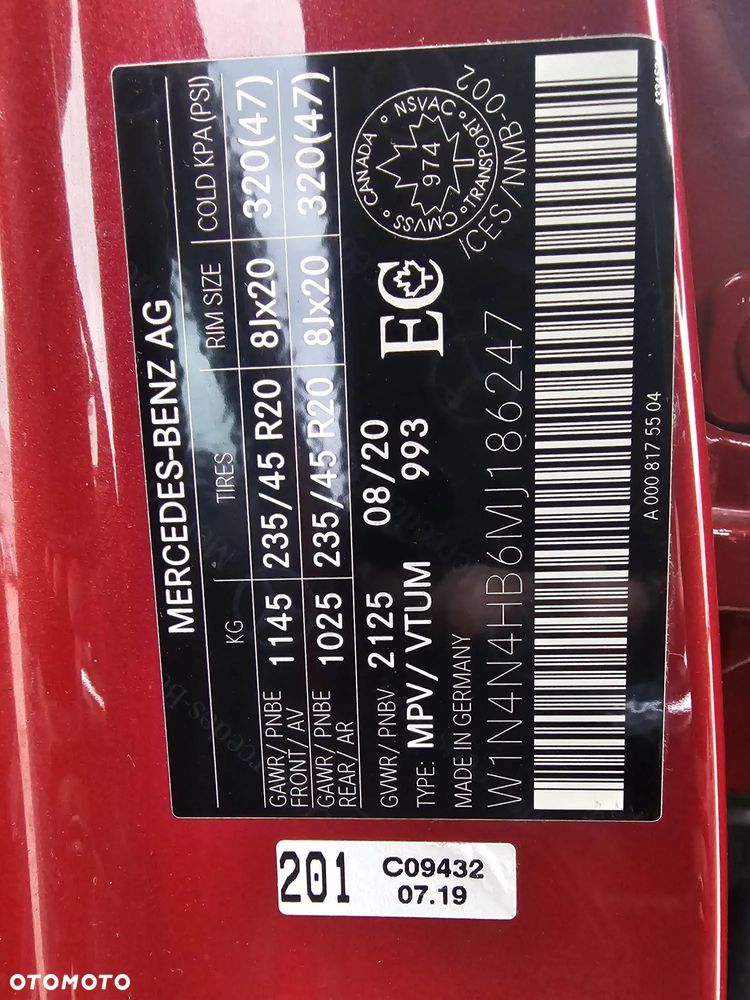 MERCEDES-BENZ AG
KG TIRES RIM SIZE COLD KPA (PSI)
GAWR/ PNBE FRONT / AV 1145 235/45 R20 8Jx20 320(47)
GAWR/ PNBE REAR/ AR 1025 235/45 R20 8Jx20 320(47)
GVWR/ PNBV 2125 08/20
TYPE: MPV/ VTUM 993
EC
CANADA NSVAC TRANSPORT CMVSS
974
/CES /NMB-002
MADE IN GERMANY
W1N4N4HB6MJ186247
A 000 817 55 04
201 C09432
07.19
OTOMOTO